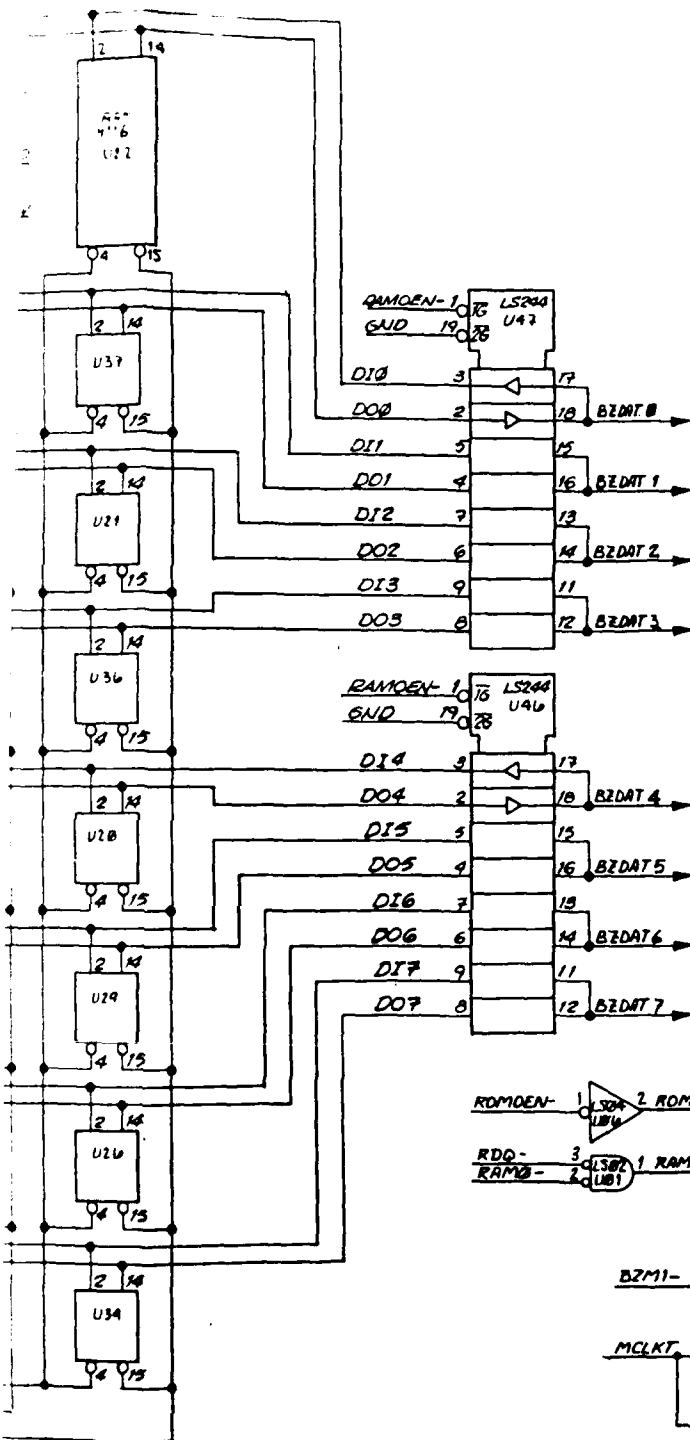 2 14
4116
U22
4 15
2 14
U37
4 15
2 14
U21
4 15
2 14
U36
4 15
2 14
U20
4 15
2 14
U29
4 15
2 14
U26
4 15
2 14
U34
4 15
RAMOEN- 1 1G LS244
GND 19 2G U47
DI0 3 17
DO0 2 18 BZDAT 0
DI1 5 15
DO1 4 16 BZDAT 1
DI2 7 13
DO2 6 14 BZDAT 2
DI3 9 11
DO3 8 12 BZDAT 3
RAMOEN- 1 1G LS244
GND 19 2G U46
DI4 3 17
DO4 2 18 BZDAT 4
DI5 5 15
DO5 4 16 BZDAT 5
DI6 7 13
DO6 6 14 BZDAT 6
DI7 9 11
DO7 8 12 BZDAT 7
ROMOEN- 1 LS04 2 ROM
RDQ- 3 LS02 1 RAM
RAM0- 2
BZM1-
MCLKT